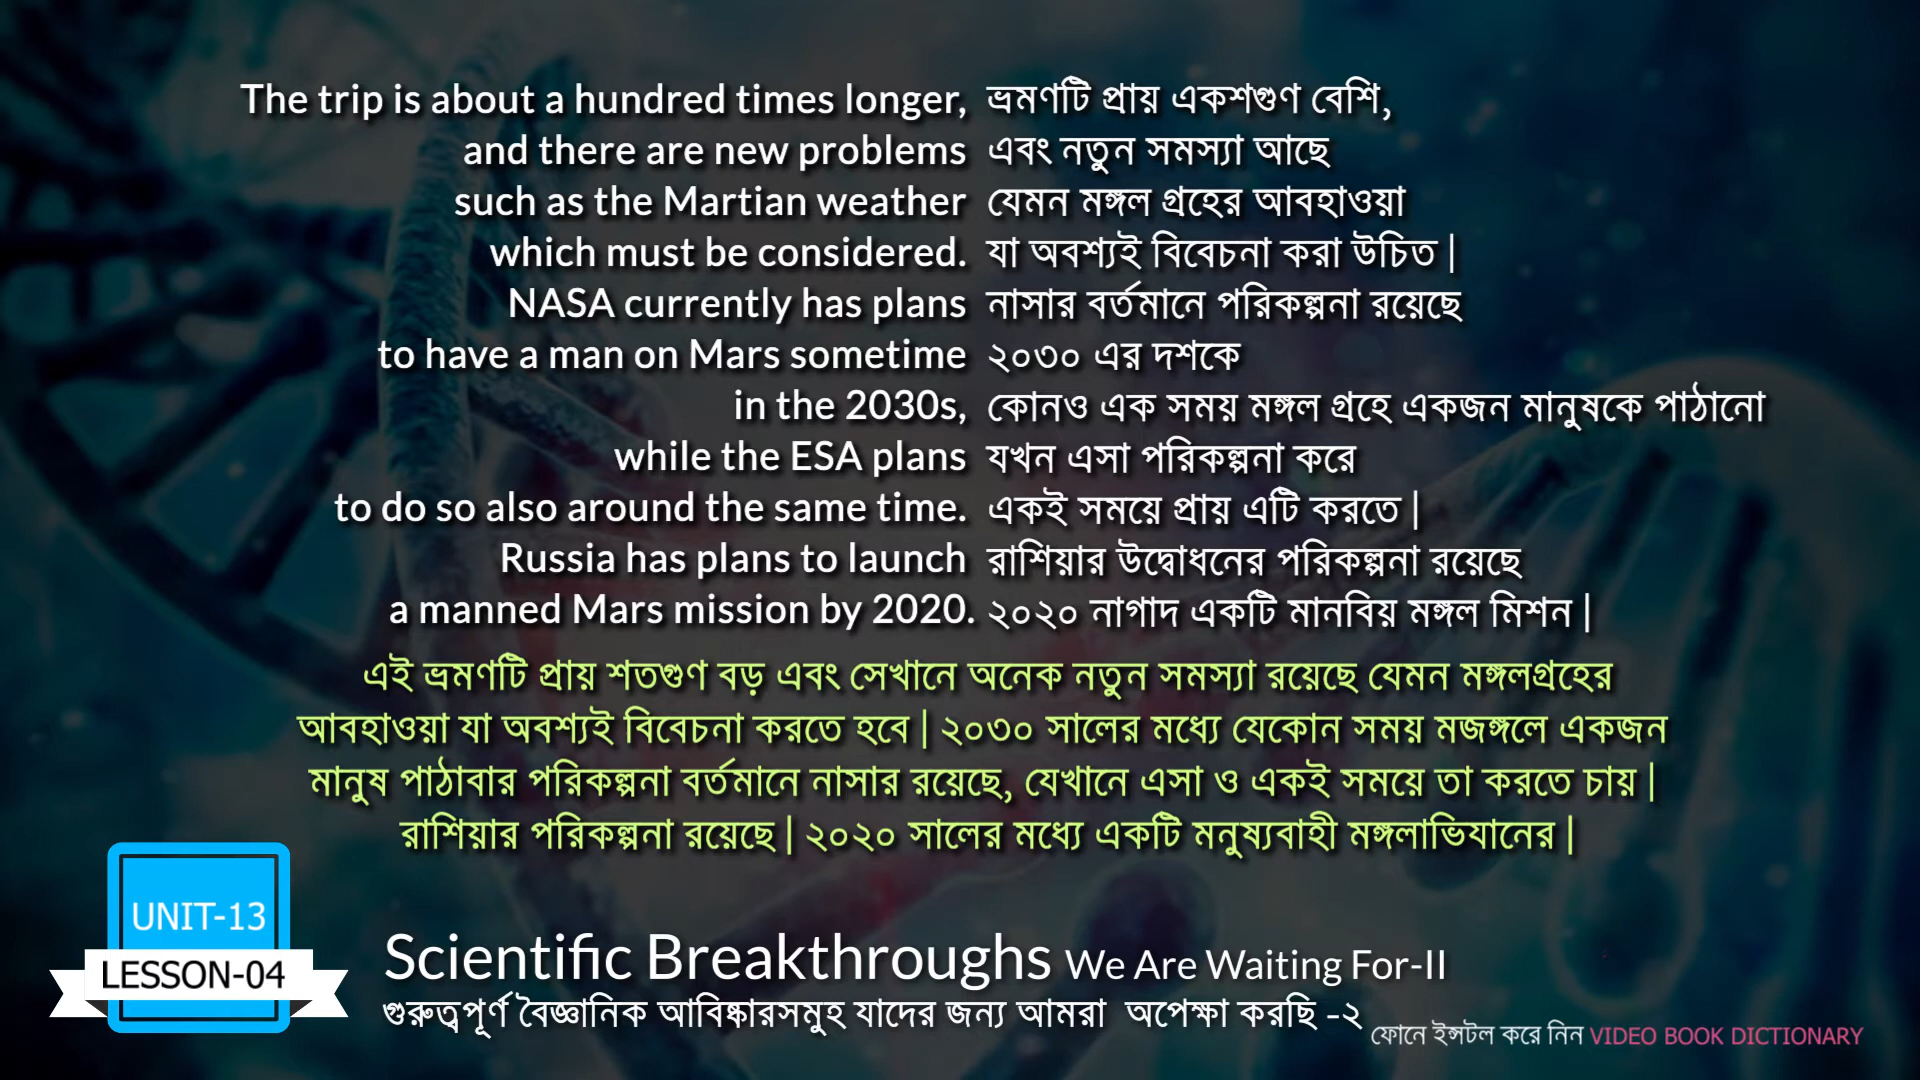 The trip is about a hundred times longer, ভ্রমণটি প্রায় একশগুণ বেশি,
and there are new problems এবং নতুন সমস্যা আছে
such as the Martian weather যেমন মঙ্গল গ্রহের আবহাওয়া
which must be considered. যা অবশ্যই বিবেচনা করা উচিত |
NASA currently has plans নাসার বর্তমানে পরিকল্পনা রয়েছে
to have a man on Mars sometime ২০৩০ এর দশকে
in the 2030s, কোনও এক সময় মঙ্গল গ্রহে একজন মানুষকে পাঠানো
while the ESA plans যখন এসা পরিকল্পনা করে
to do so also around the same time. একই সময়ে প্রায় এটি করতে |
Russia has plans to launch রাশিয়ার উদ্বোধনের পরিকল্পনা রয়েছে
a manned Mars mission by 2020. ২০২০ নাগাদ একটি মানবিয় মঙ্গল মিশন |
এই ভ্রমণটি প্রায় শতগুণ বড় এবং সেখানে অনেক নতুন সমস্যা রয়েছে যেমন মঙ্গলগ্রহের
আবহাওয়া যা অবশ্যই বিবেচনা করতে হবে | ২০৩০ সালের মধ্যে যেকোন সময় মজঙ্গলে একজন
মানুষ পাঠাবার পরিকল্পনা বর্তমানে নাসার রয়েছে, যেখানে এসা ও একই সময়ে তা করতে চায় |
রাশিয়ার পরিকল্পনা রয়েছে | ২০২০ সালের মধ্যে একটি মনুষ্যবাহী মঙ্গলাভিযানের |
UNIT-13
LESSON-04
Scientific Breakthroughs We Are Waiting For-II
গুরুত্বপূর্ণ বৈজ্ঞানিক আবিষ্কারসমুহ যাদের জন্য আমরা অপেক্ষা করছি -২
ফোনে ইন্সটল করে নিন VIDEO BOOK DICTIONARY